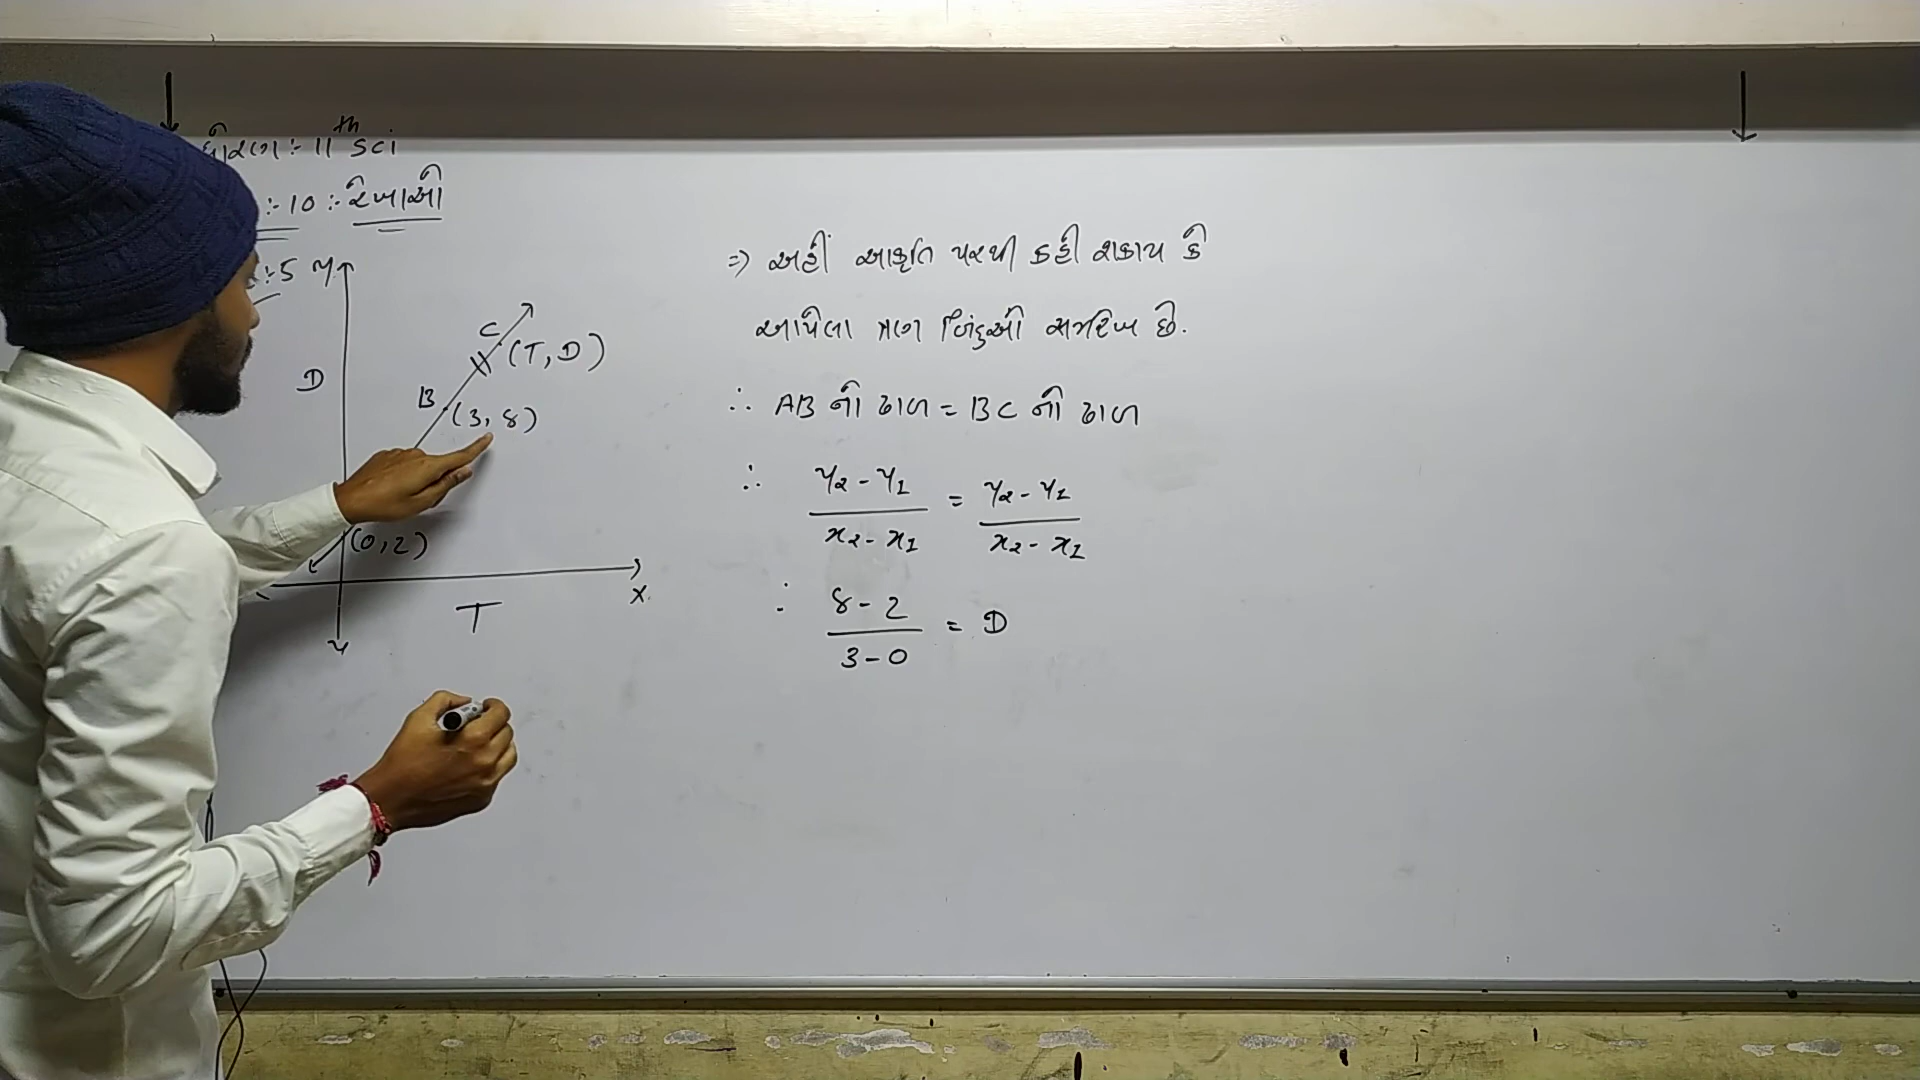 ધોરણ :- 11th sci
:- 10 :- રેખાઓ
:- 5
Y
D
C (T, D)
B (3, 8)
(0, 2)
X
T
Y
⇒ અહીં આકૃતિ પરથી કહી શકાય કે
આપેલા ત્રણ બિંદુઓ સમરેખ છે.
∴ AB નો ઢાળ = BC નો ઢાળ
∴ y₂ - y₁ / x₂ - x₁ = y₂ - y₁ / x₂ - x₁
∴ 8 - 2 / 3 - 0 = D